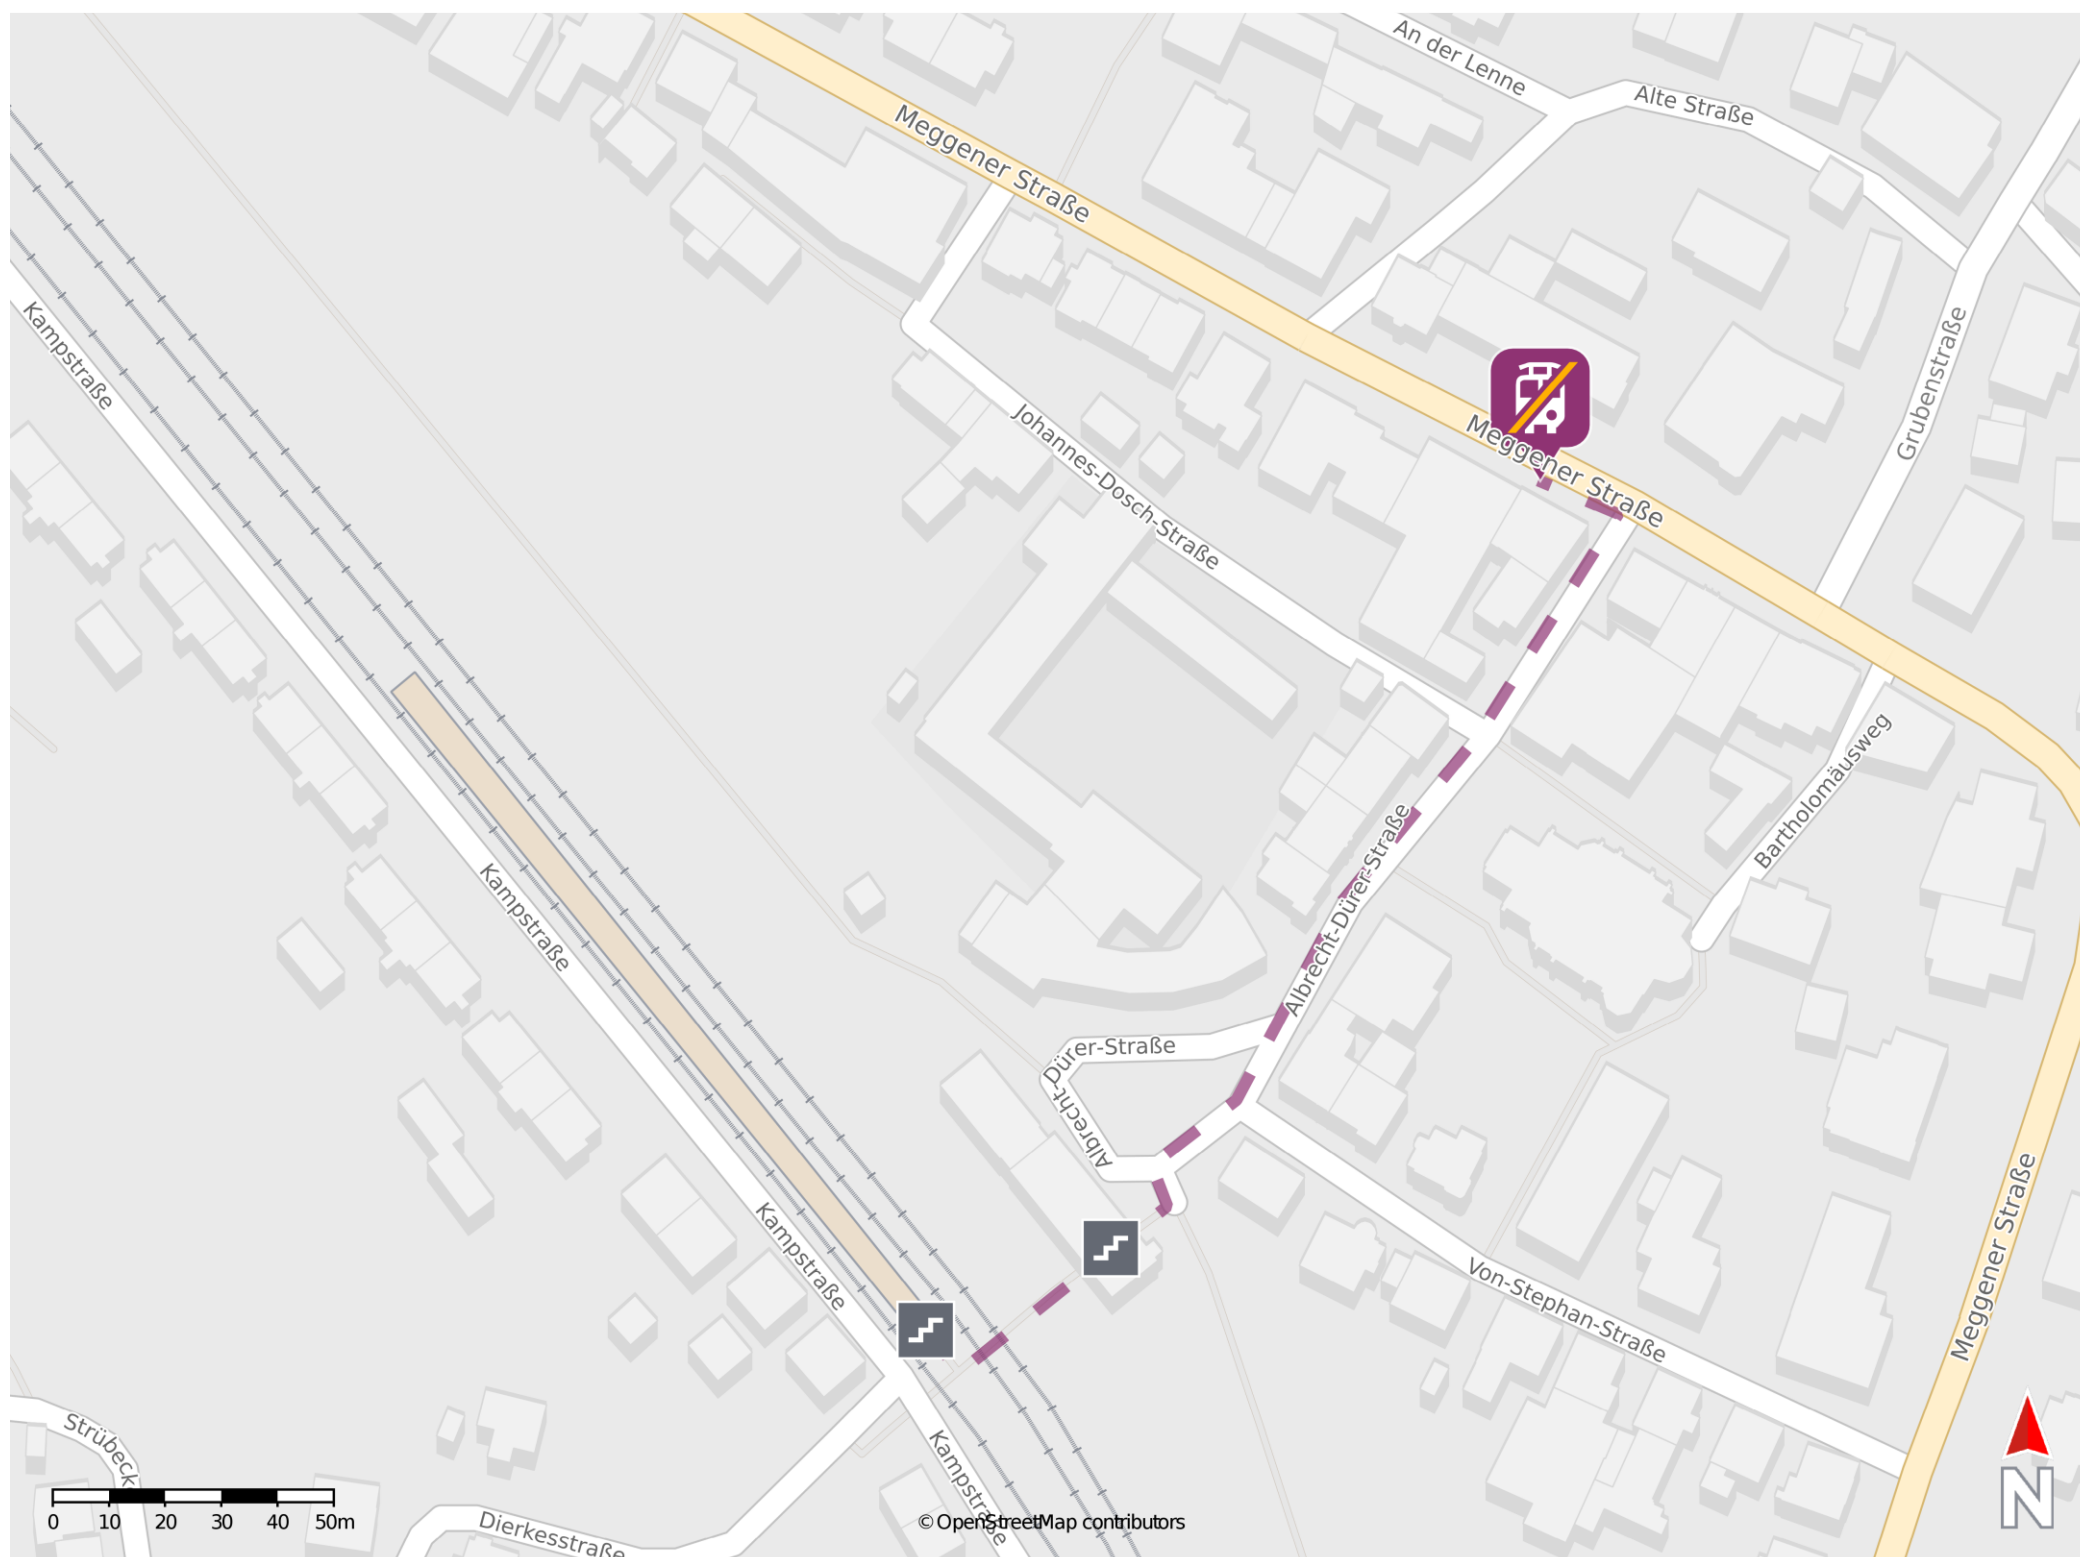 An der Lenne
Alte Straße
Meggener Straße
Kampstraße
Grubenstraße
Johannes-Dosch-Straße
Meggener Straße
Bartholomäusweg
Albrecht-Dürer-Straße
Kampstraße
Albrecht-Dürer-Straße
Kampstraße
Meggener Straße
Von-Stephan-Straße
Strübeck
Kampstraße
Dierkesstraße
0 10 20 30 40 50m
© OpenStreetMap contributors
N